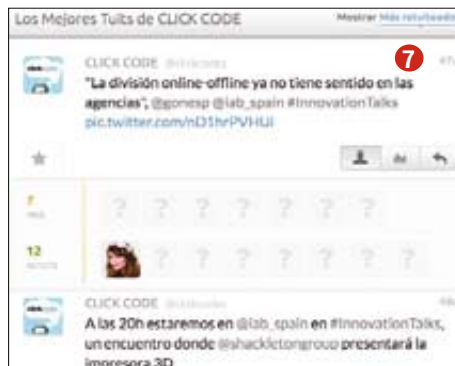 Los Mejores Tuits de CLICK CODE
Mostrar Más retuiteados
7
CLICK CODE
"La división online-offline ya no tiene sentido en las
agencias", @gonesp @iab_spain #InnovationTalks
pic.twitter.com/nD1hrPVHUi
7
? ? ? ? ? ? ?
12
? ? ? ? ? ?
CLICK CODE
A las 20h estaremos en @iab_spain en #InnovationTalks,
un encuentro donde @shackletongroup presentará la
impresora 3D